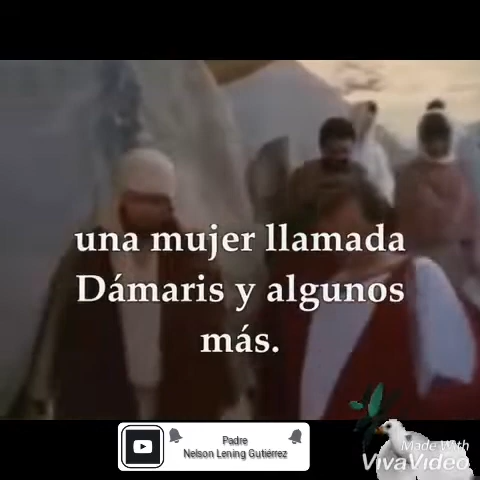 una mujer llamada
Dámaris y algunos
más.
Padre
Nelson Lening Gutiérrez
Made With
VivaVideo